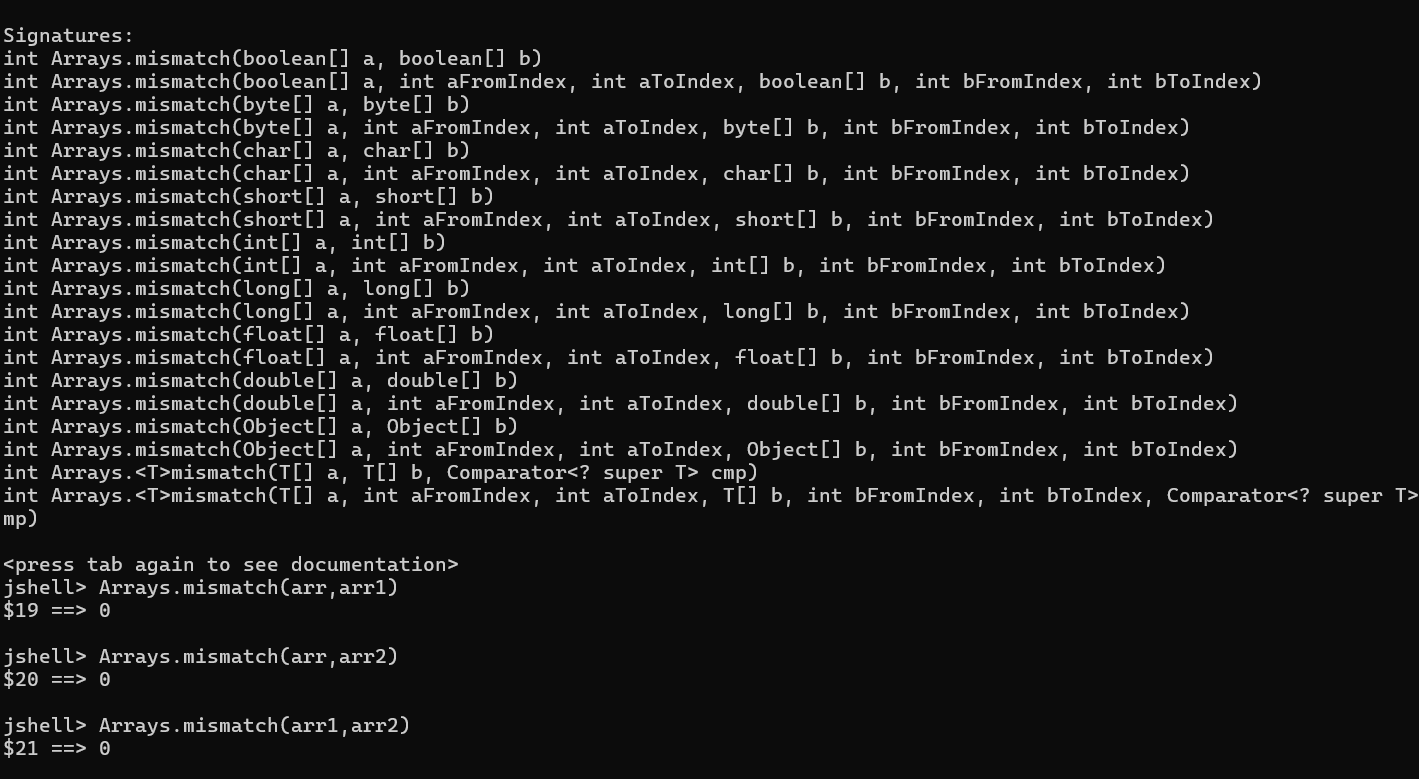 Signatures:
int Arrays.mismatch(boolean[] a, boolean[] b)
int Arrays.mismatch(boolean[] a, int aFromIndex, int aToIndex, boolean[] b, int bFromIndex, int bToIndex)
int Arrays.mismatch(byte[] a, byte[] b)
int Arrays.mismatch(byte[] a, int aFromIndex, int aToIndex, byte[] b, int bFromIndex, int bToIndex)
int Arrays.mismatch(char[] a, char[] b)
int Arrays.mismatch(char[] a, int aFromIndex, int aToIndex, char[] b, int bFromIndex, int bToIndex)
int Arrays.mismatch(short[] a, short[] b)
int Arrays.mismatch(short[] a, int aFromIndex, int aToIndex, short[] b, int bFromIndex, int bToIndex)
int Arrays.mismatch(int[] a, int[] b)
int Arrays.mismatch(int[] a, int aFromIndex, int aToIndex, int[] b, int bFromIndex, int bToIndex)
int Arrays.mismatch(long[] a, long[] b)
int Arrays.mismatch(long[] a, int aFromIndex, int aToIndex, long[] b, int bFromIndex, int bToIndex)
int Arrays.mismatch(float[] a, float[] b)
int Arrays.mismatch(float[] a, int aFromIndex, int aToIndex, float[] b, int bFromIndex, int bToIndex)
int Arrays.mismatch(double[] a, double[] b)
int Arrays.mismatch(double[] a, int aFromIndex, int aToIndex, double[] b, int bFromIndex, int bToIndex)
int Arrays.mismatch(Object[] a, Object[] b)
int Arrays.mismatch(Object[] a, int aFromIndex, int aToIndex, Object[] b, int bFromIndex, int bToIndex)
int Arrays.<T>mismatch(T[] a, T[] b, Comparator<? super T> cmp)
int Arrays.<T>mismatch(T[] a, int aFromIndex, int aToIndex, T[] b, int bFromIndex, int bToIndex, Comparator<? super T>
mp)
<press tab again to see documentation>
jshell> Arrays.mismatch(arr,arr1)
$19 ==> 0
jshell> Arrays.mismatch(arr,arr2)
$20 ==> 0
jshell> Arrays.mismatch(arr1,arr2)
$21 ==> 0